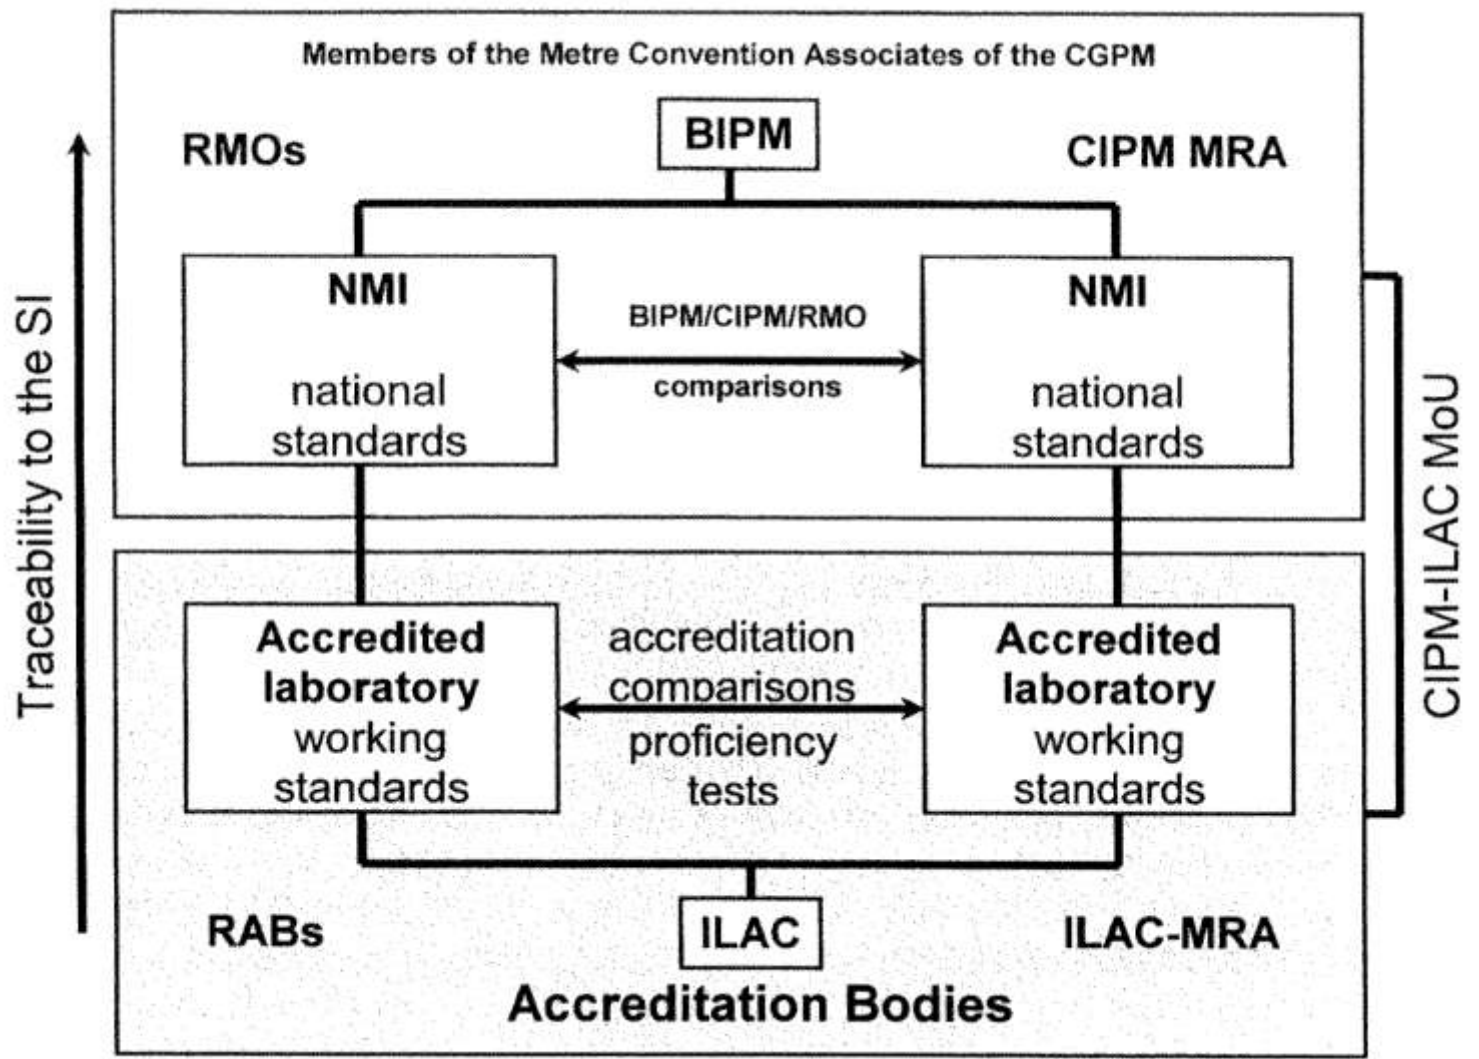 Members of the Metre Convention Associates of the CGPM
RMOs
BIPM
CIPM MRA
NMI
national
standards
BIPM/CIPM/RMO
comparisons
NMI
national
standards
Traceability to the SI
CIPM-ILAC MoU
Accredited
laboratory
working
standards
accreditation
comparisons
proficiency
tests
Accredited
laboratory
working
standards
RABs
ILAC
ILAC-MRA
Accreditation Bodies